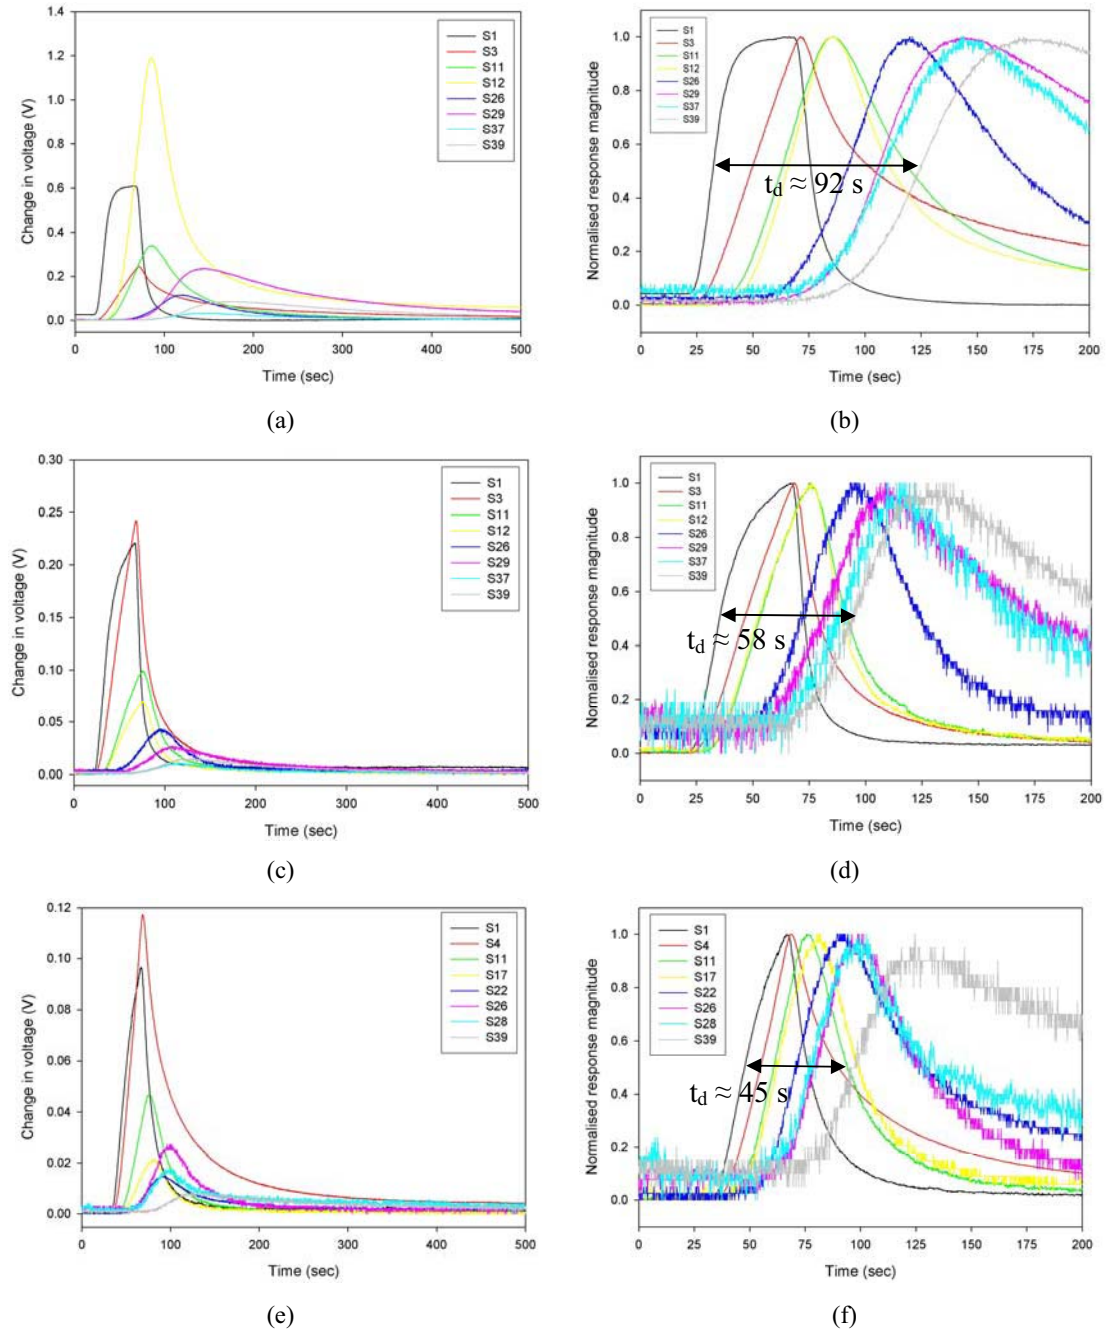 1.4
1.2
1.0
0.8
0.6
0.4
0.2
0.0
Change in voltage (V)
S1
S3
S11
S12
S26
S29
S37
S39
0 100 200 300 400 500
Time (sec)
(a)
1.0
0.8
0.6
0.4
0.2
0.0
Normalised response magnitude
S1
S3
S11
S12
S26
S29
S37
S39
td ≈ 92 s
0 25 50 75 100 125 150 175 200
Time (sec)
(b)
0.30
0.25
0.20
0.15
0.10
0.05
0.00
Change in voltage (V)
S1
S3
S11
S12
S26
S29
S37
S39
0 100 200 300 400 500
Time (sec)
(c)
1.0
0.8
0.6
0.4
0.2
0.0
Normalised response magnitude
S1
S3
S11
S12
S26
S29
S37
S39
td ≈ 58 s
0 25 50 75 100 125 150 175 200
Time (sec)
(d)
0.12
0.10
0.08
0.06
0.04
0.02
0.00
Change in voltage (V)
S1
S4
S11
S17
S22
S26
S28
S39
0 100 200 300 400 500
Time (sec)
(e)
1.0
0.8
0.6
0.4
0.2
0.0
Normalised response magnitude
S1
S4
S11
S17
S22
S26
S28
S39
td ≈ 45 s
0 25 50 75 100 125 150 175 200
Time (sec)
(f)